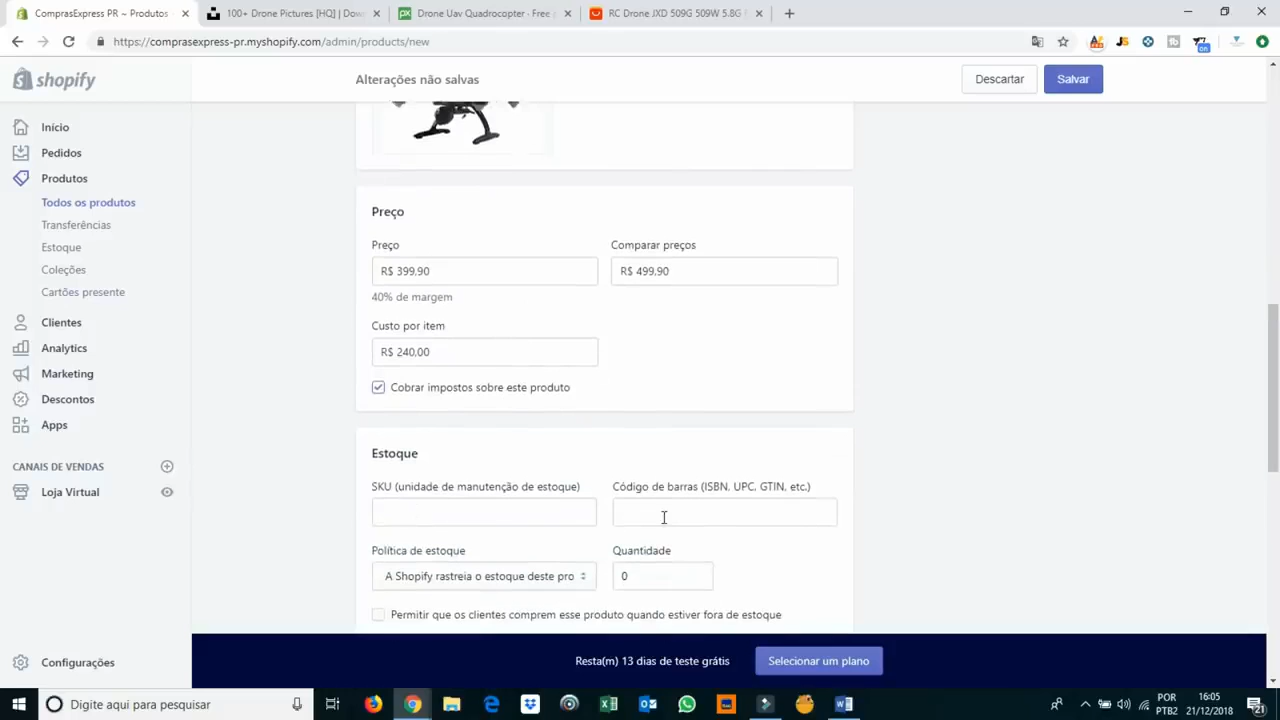 ComprasExpress PR ~ Produtos ~
100+ Drone Pictures [HQ] | Dow
Drone Uav Quadrocopter - Free
RC Drone JXD 509G 509W 5.8G
https://comprasexpress-pr.myshopify.com/admin/products/new
shopify
Alterações não salvas
Descartar
Salvar
Início
Pedidos
Produtos
Todos os produtos
Transferências
Estoque
Coleções
Cartões presente
Clientes
Analytics
Marketing
Descontos
Apps
CANAIS DE VENDAS
Loja Virtual
Configurações
Preço
Preço
Comparar preços
R$ 399,90
R$ 499,90
40% de margem
Custo por item
R$ 240,00
Cobrar impostos sobre este produto
Estoque
SKU (unidade de manutenção de estoque)
Código de barras (ISBN, UPC, GTIN, etc.)
Política de estoque
Quantidade
A Shopify rastreia o estoque deste pro
0
Permitir que os clientes comprem esse produto quando estiver fora de estoque
Resta(m) 13 dias de teste grátis
Selecionar um plano
Digite aqui para pesquisar
POR
PTB2
16:05
21/12/2018
21